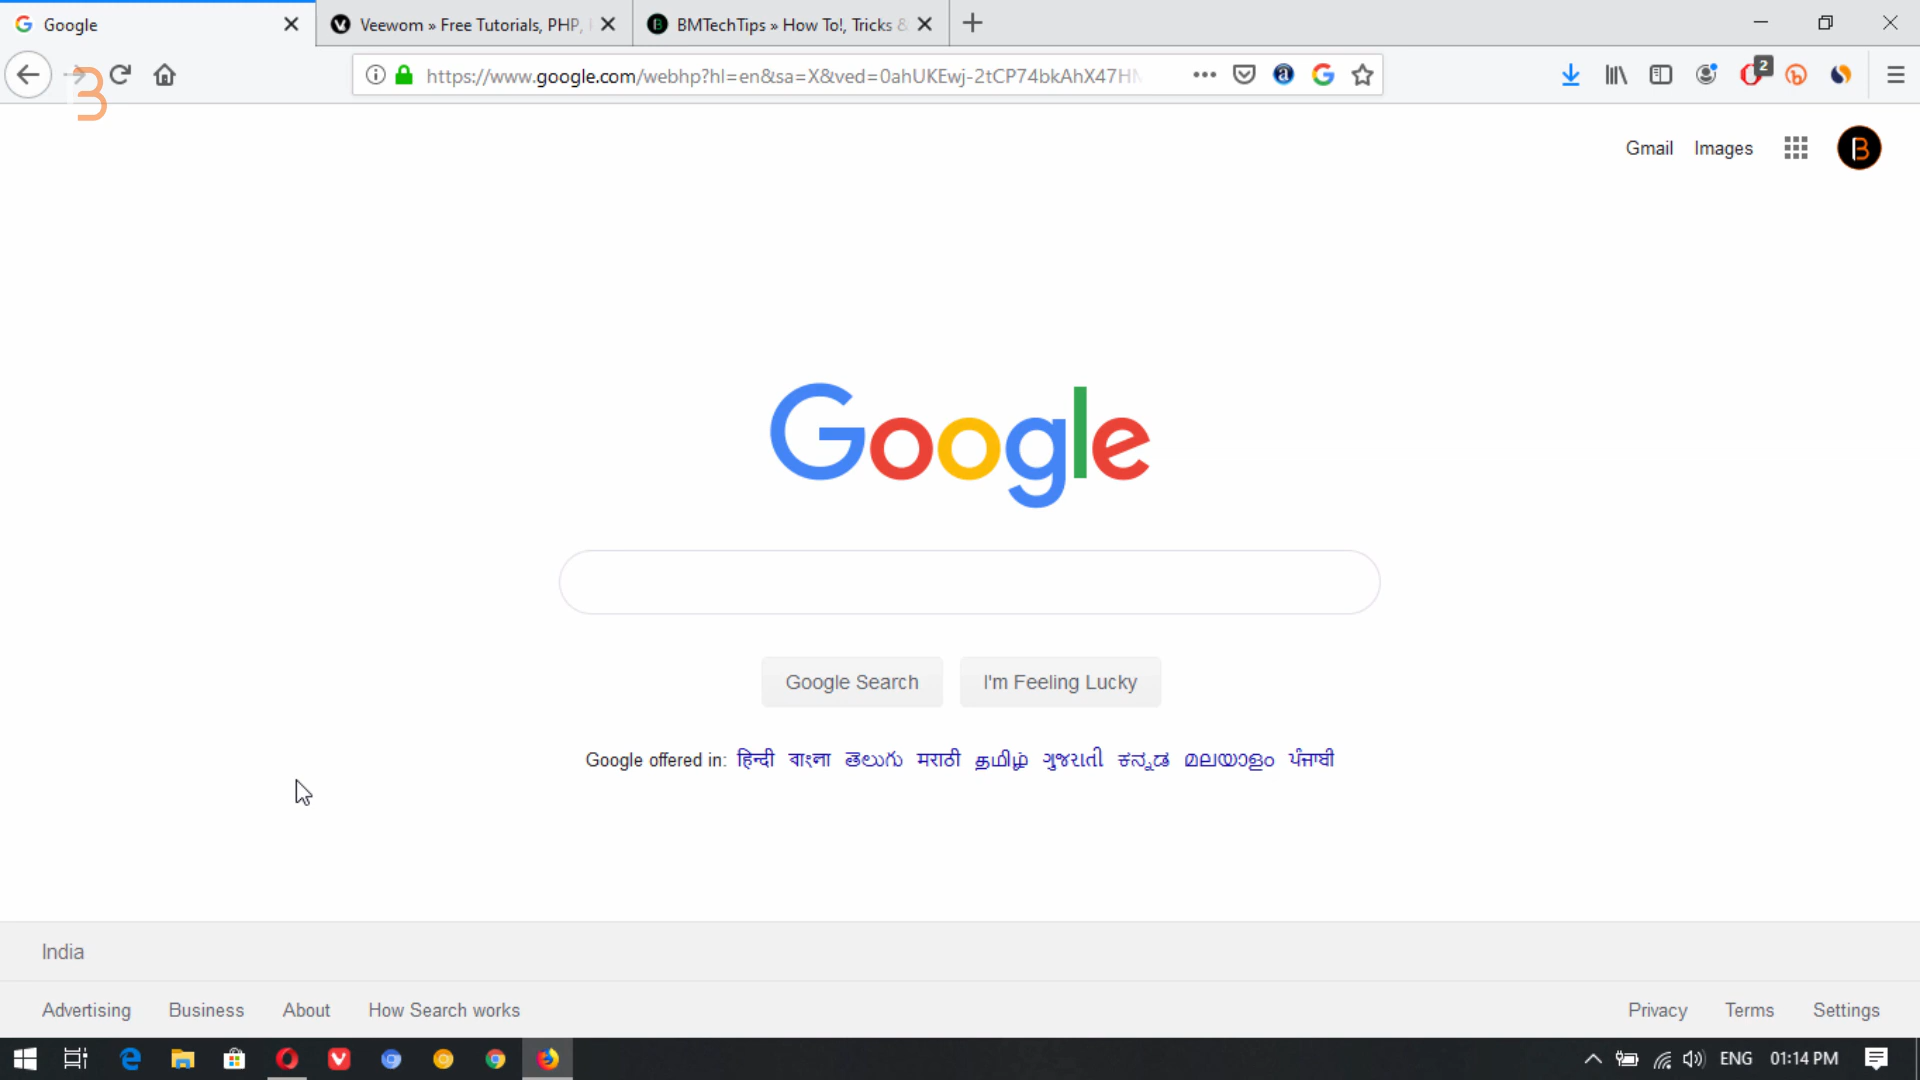 Google
Veewom » Free Tutorials, PHP,
BMTechTips » How To!, Tricks &
https://www.google.com/webhp?hl=en&sa=X&ved=0ahUKEwj-2tCP74bkAhX47HN
2
Gmail Images
Google
Google Search
I'm Feeling Lucky
Google offered in: हिन्दी বাংলা తెలుగు मराठी தமிழ் ગુજરાતી ಕನ್ನಡ മലയാളം ਪੰਜਾਬੀ
India
Advertising Business About How Search works
Privacy Terms Settings
ENG 01:14 PM